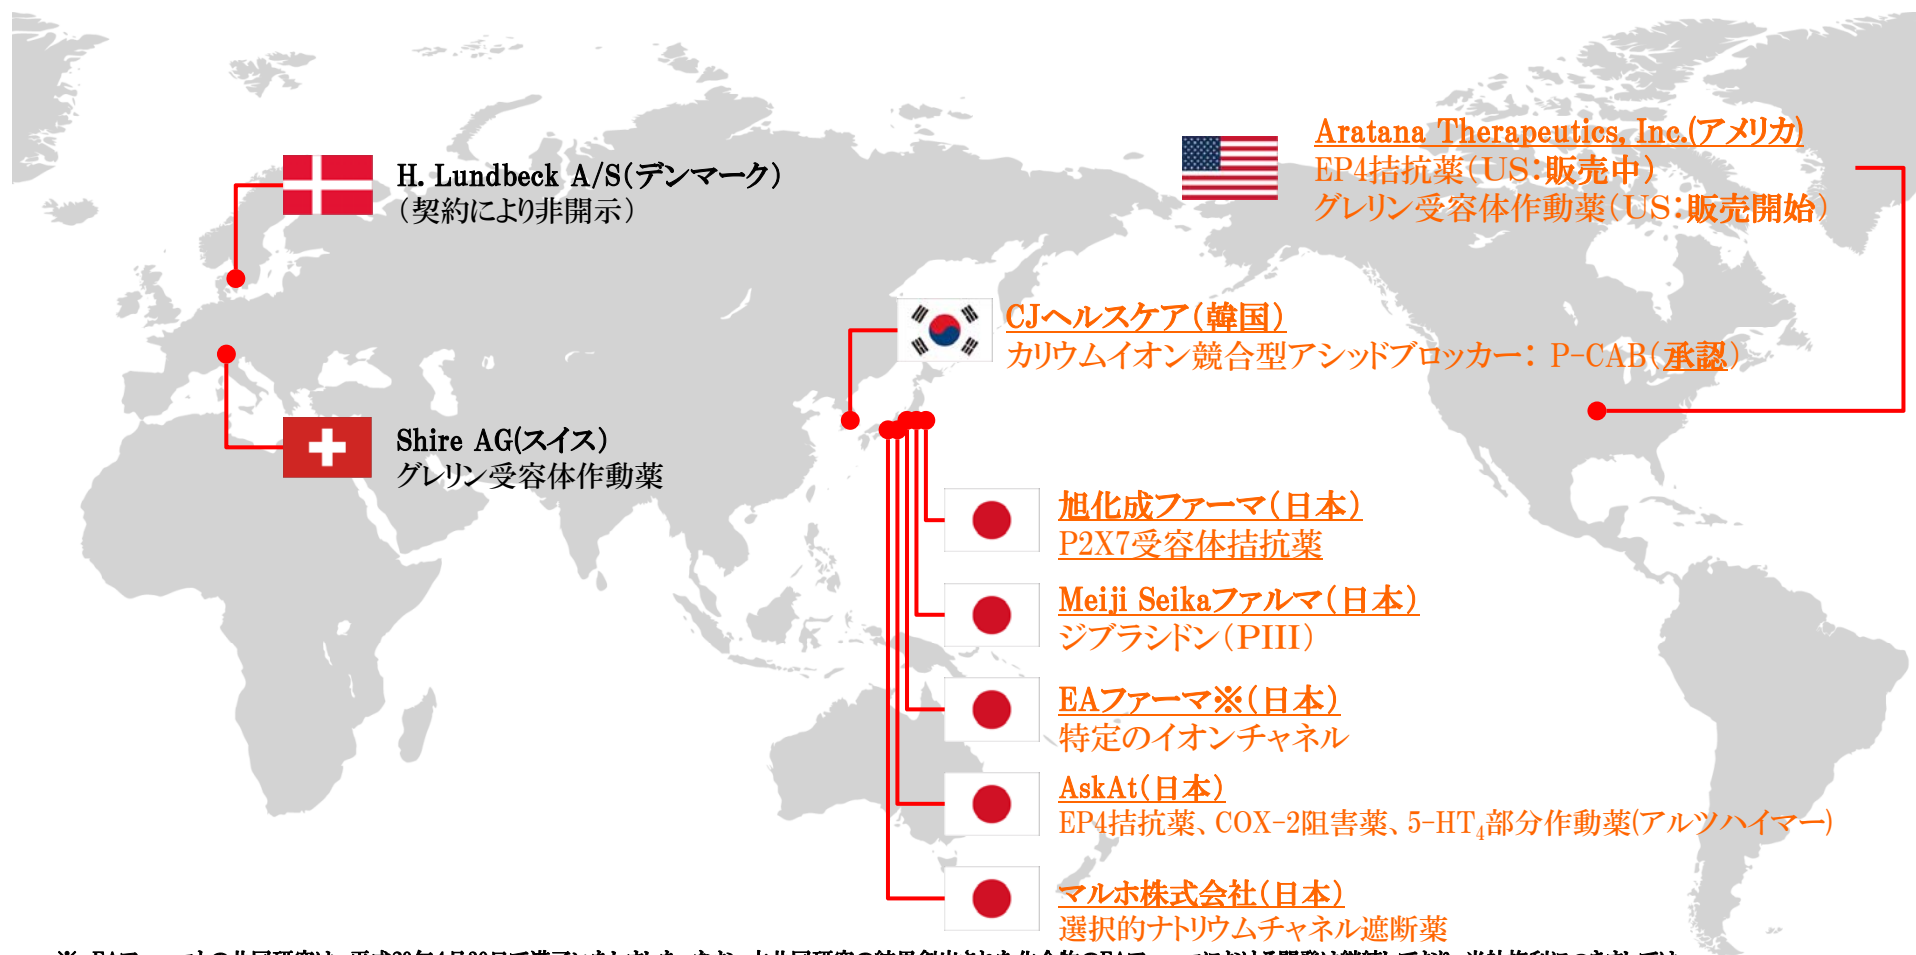 H. Lundbeck A/S(デンマーク)
(契約により非開示)
Aratana Therapeutics, Inc.(アメリカ)
EP4拮抗薬(US:販売中)
グレリン受容体作動薬(US:販売開始)
CJヘルスケア(韓国)
カリウムイオン競合型アシッドブロッカー: P-CAB(承認)
Shire AG(スイス)
グレリン受容体作動薬
旭化成ファーマ(日本)
P2X7受容体拮抗薬
Meiji Seikaファルマ(日本)
ジプラシドン(PIII)
EAファーマ※(日本)
特定のイオンチャネル
AskAt(日本)
EP4拮抗薬、COX-2阻害薬、5-HT₄部分作動薬(アルツハイマー)
マルホ株式会社(日本)
選択的ナトリウムチャネル遮断薬